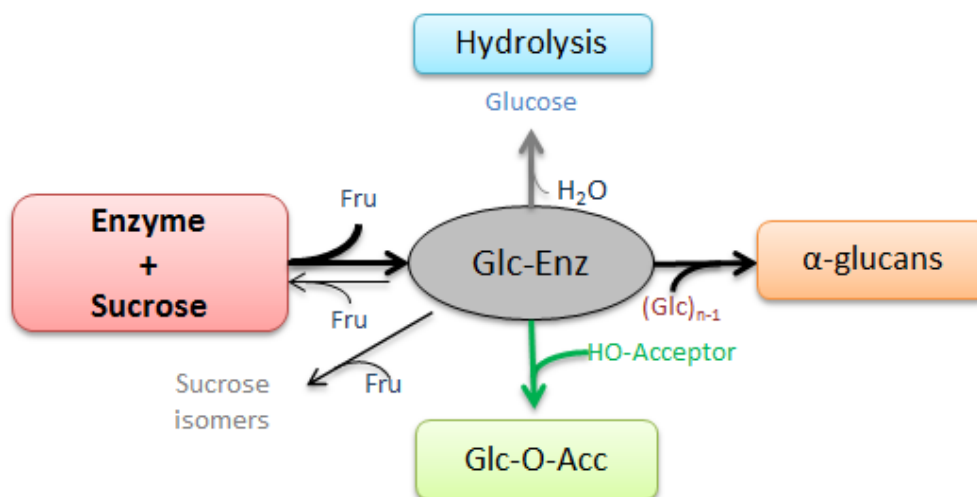 Hydrolysis
Glucose
H₂O
Fru
Enzyme
+
Sucrose
Glc-Enz
α-glucans
(Glc)ₙ₋₁
Fru
HO-Acceptor
Fru
Sucrose
isomers
Glc-O-Acc